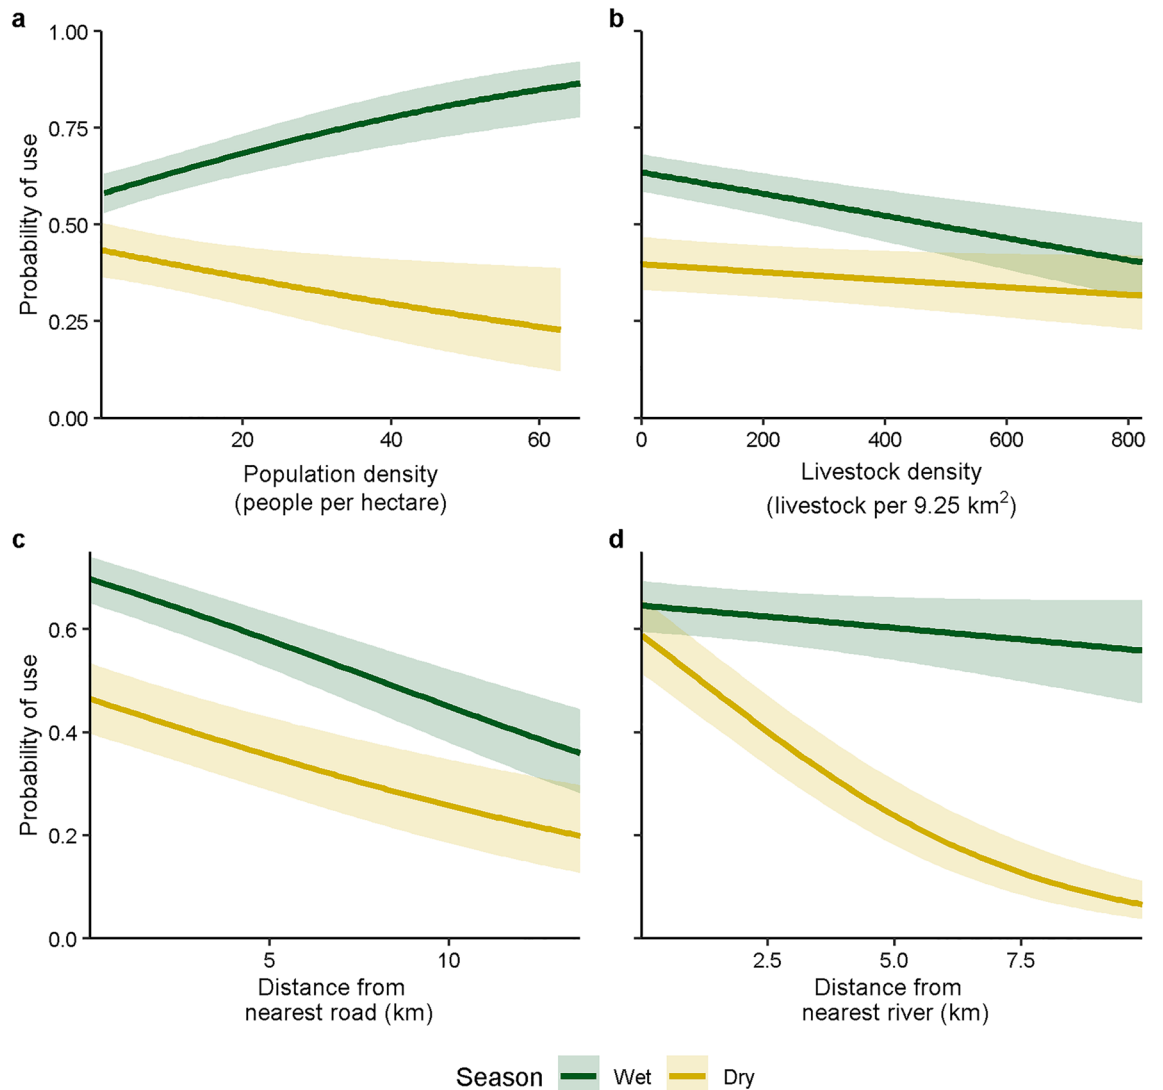 a
b
1.00
0.75
0.50
0.25
0.00
Probability of use
20
40
60
Population density
(people per hectare)
0
200
400
600
800
Livestock density
(livestock per 9.25 km²)
c
d
0.6
0.4
0.2
0.0
Probability of use
5
10
Distance from
nearest road (km)
2.5
5.0
7.5
Distance from
nearest river (km)
Season Wet Dry